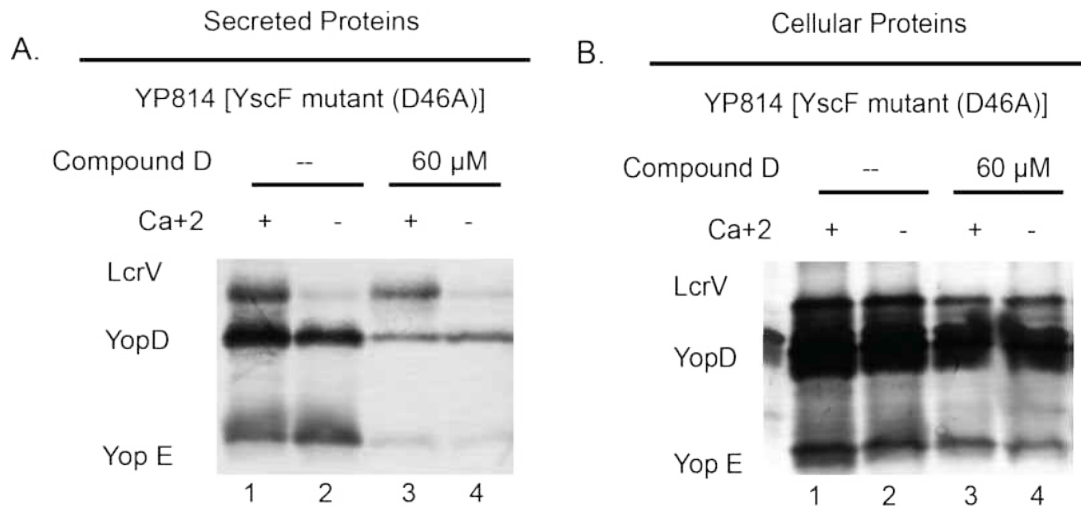 Secreted Proteins
A.
YP814 [YscF mutant (D46A)]
Compound D -- 60 µM
Ca+2 + - + -
LcrV
YopD
Yop E
1 2 3 4
Cellular Proteins
B.
YP814 [YscF mutant (D46A)]
Compound D -- 60 µM
Ca+2 + - + -
LcrV
YopD
Yop E
1 2 3 4